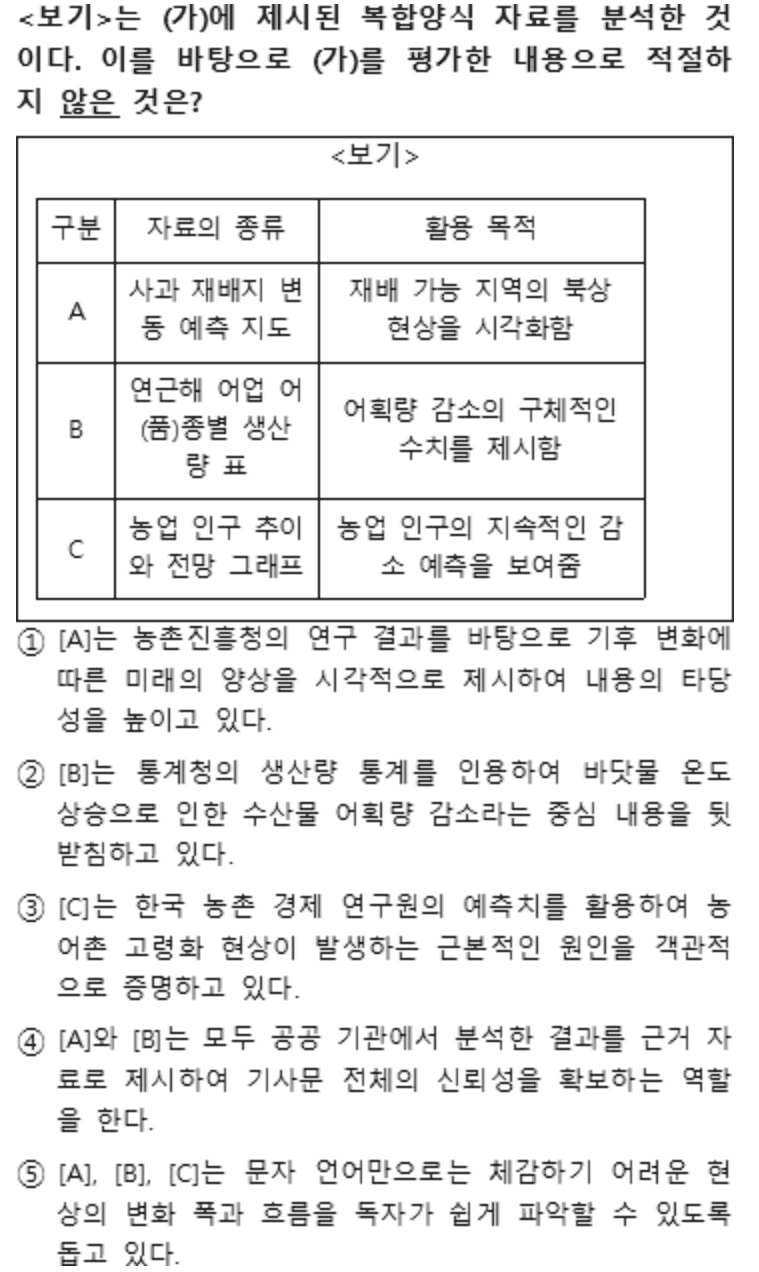 <보기>는 (가)에 제시된 복합양식 자료를 분석한 것
이다. 이를 바탕으로 (가)를 평가한 내용으로 적절하
지 않은 것은?
<보기>
구분 자료의 종류 활용 목적
A 사과 재배지 변 재배 가능 지역의 북상
동 예측 지도 현상을 시각화함
B 연근해 어업 어 어획량 감소의 구체적인
(품)종별 생산 수치를 제시함
량 표
C 농업 인구 추이 농업 인구의 지속적인 감
와 전망 그래프 소 예측을 보여줌
① [A]는 농촌진흥청의 연구 결과를 바탕으로 기후 변화에
따른 미래의 양상을 시각적으로 제시하여 내용의 타당
성을 높이고 있다.
② [B]는 통계청의 생산량 통계를 인용하여 바닷물 온도
상승으로 인한 수산물 어획량 감소라는 중심 내용을 뒷
받침하고 있다.
③ [C]는 한국 농촌 경제 연구원의 예측치를 활용하여 농
어촌 고령화 현상이 발생하는 근본적인 원인을 객관적
으로 증명하고 있다.
④ [A]와 [B]는 모두 공공 기관에서 분석한 결과를 근거 자
료로 제시하여 기사문 전체의 신뢰성을 확보하는 역할
을 한다.
⑤ [A], [B], [C]는 문자 언어만으로는 체감하기 어려운 현
상의 변화 폭과 흐름을 독자가 쉽게 파악할 수 있도록
돕고 있다.